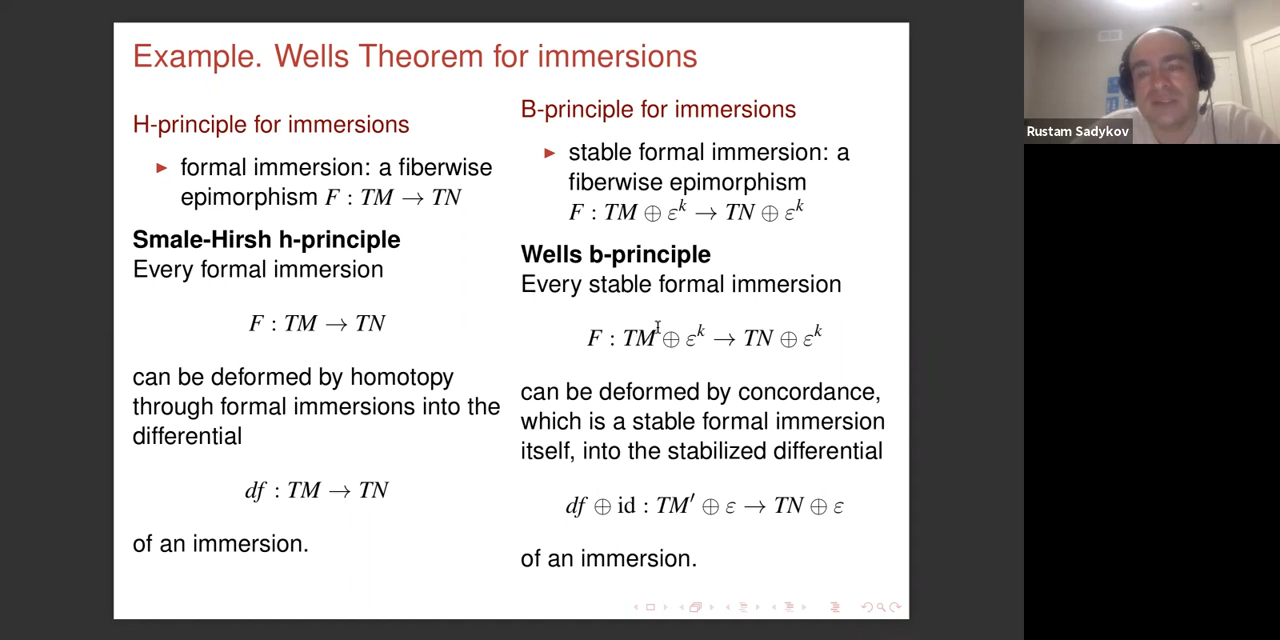 Example. Wells Theorem for immersions
H-principle for immersions
▶ formal immersion: a fiberwise
epimorphism F : TM → TN
Smale-Hirsh h-principle
Every formal immersion
F : TM → TN
can be deformed by homotopy
through formal immersions into the
differential
df : TM → TN
of an immersion.
B-principle for immersions
▶ stable formal immersion: a
fiberwise epimorphism
F : TM ⊕ ε^k → TN ⊕ ε^k
Wells b-principle
Every stable formal immersion
F : TM ⊕ ε^k → TN ⊕ ε^k
can be deformed by concordance,
which is a stable formal immersion
itself, into the stabilized differential
df ⊕ id : TM′ ⊕ ε → TN ⊕ ε
of an immersion.
Rustam Sadykov